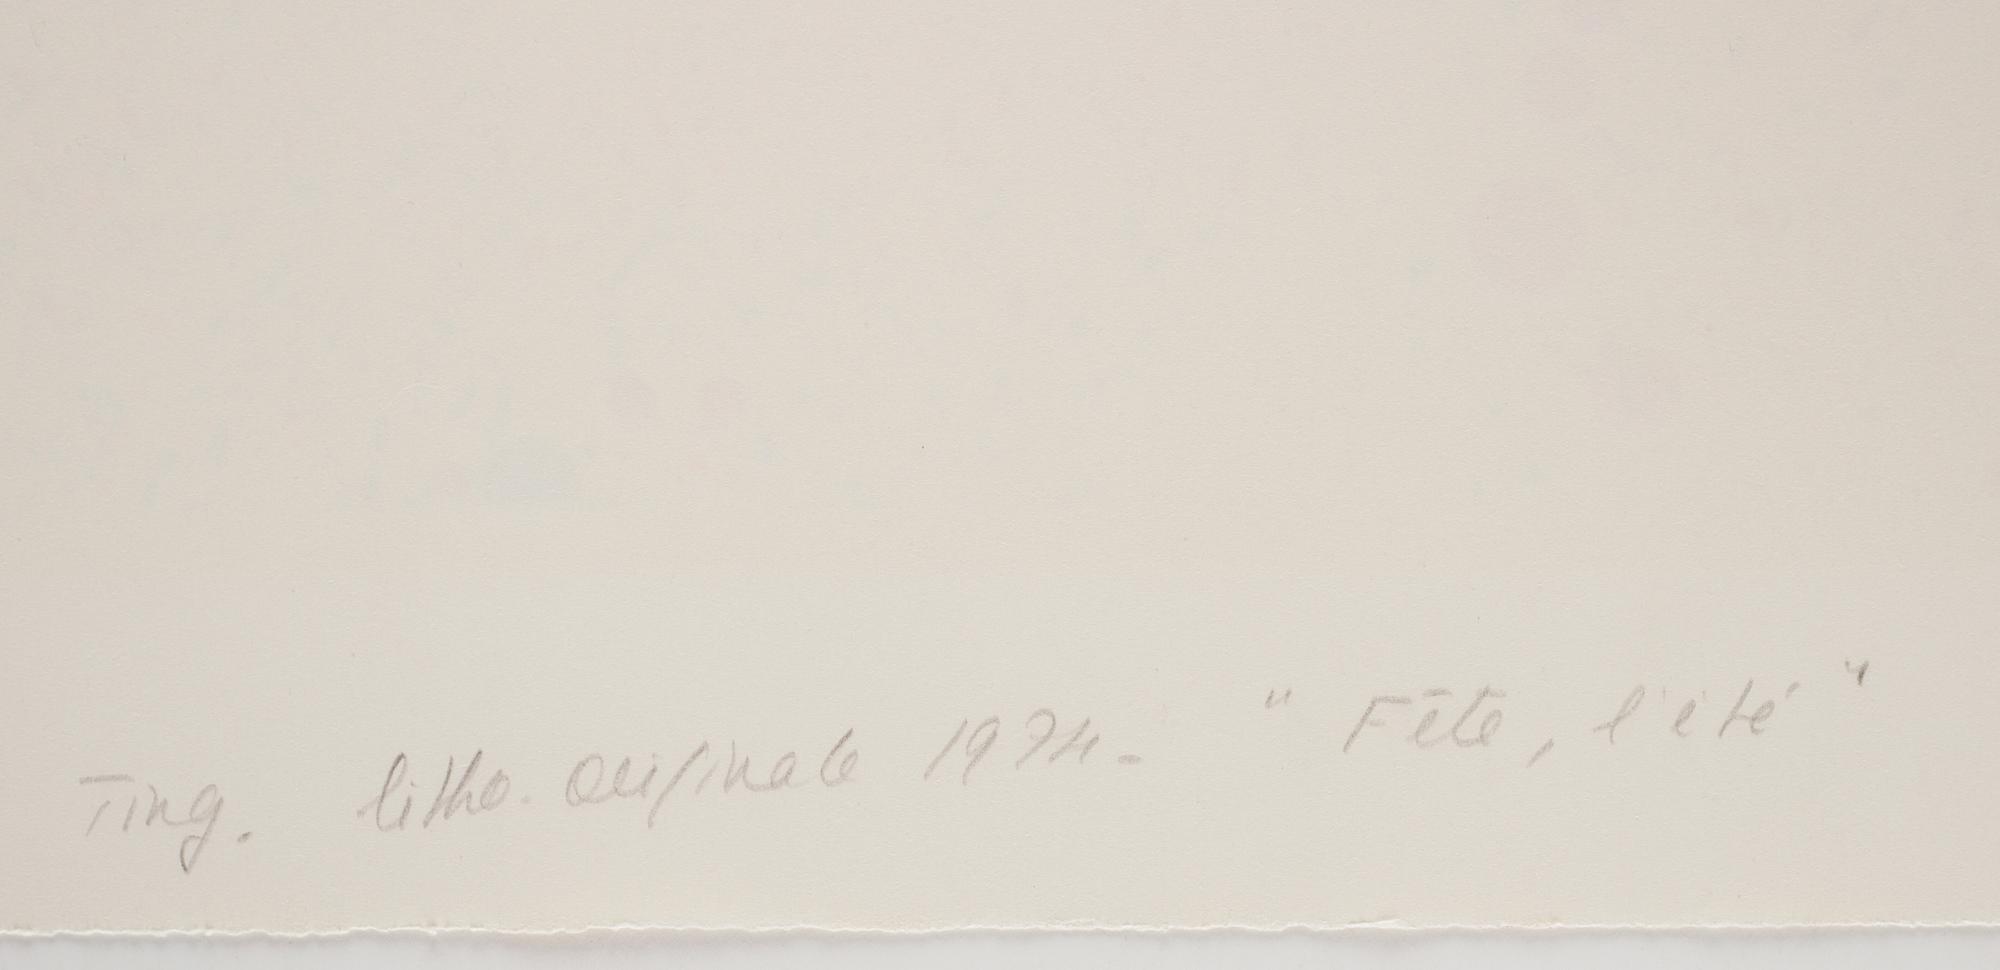 Ting. litho. originale 1974- " Fête, l'été "